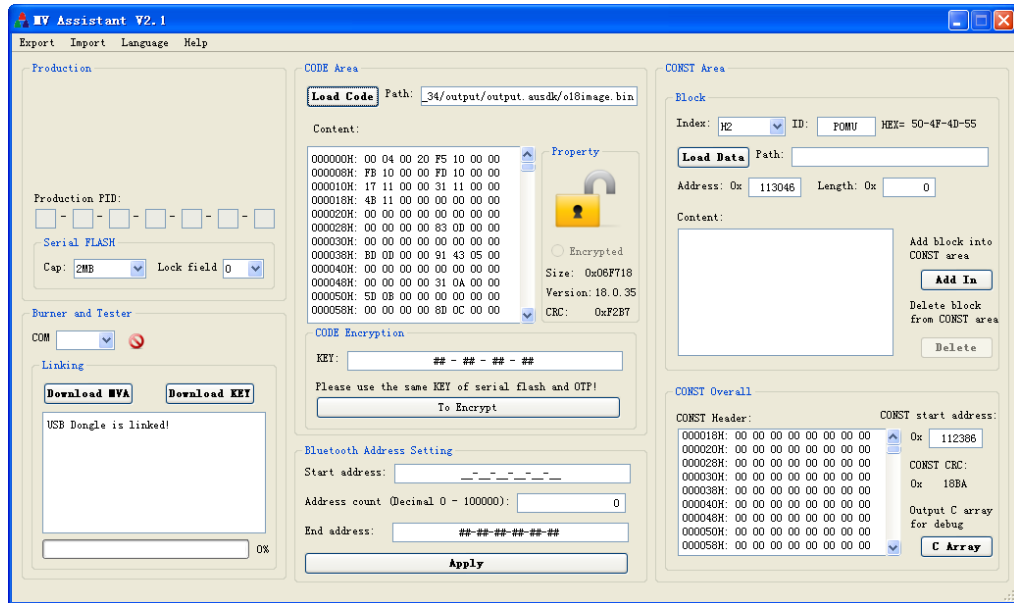 MV Assistant V2.1
Export Import Language Help
Production
Production PID:
- - - - - -
Serial FLASH
Cap: 2MB Lock field 0
Burner and Tester
COM
Linking
Download MVA Download KEY
USB Dongle is linked!
0%
CODE Area
Load Code Path: _34/output/output.ausdk/o18image.bin
Content:
000000H: 00 04 00 20 F5 10 00 00
000008H: FB 10 00 00 FD 10 00 00
000010H: 17 11 00 00 31 11 00 00
000018H: 4B 11 00 00 00 00 00 00
000020H: 00 00 00 00 00 00 00 00
000028H: 00 00 00 00 83 0D 00 00
000030H: 00 00 00 00 00 00 00 00
000038H: BD 0D 00 00 91 43 05 00
000040H: 00 00 00 00 00 00 00 00
000048H: 00 00 00 00 31 0A 00 00
000050H: 5D 0B 00 00 00 00 00 00
000058H: 00 00 00 00 8D 0C 00 00
Property
Encrypted
Size: 0x06F718
Version: 18.0.35
CRC: 0xF2B7
CODE Encryption
KEY: ## - ## - ## - ##
Please use the same KEY of serial flash and OTP!
To Encrypt
Bluetooth Address Setting
Start address: __-__-__-__-__-__
Address count (Decimal 0 - 100000): 0
End address: ##-##-##-##-##-##
Apply
CONST Area
Block
Index: H2 ID: POMU HEX= 50-4F-4D-55
Load Data Path:
Address: 0x 113046 Length: 0x 0
Content:
Add block into
CONST area
Add In
Delete block
from CONST area
Delete
CONST Overall
CONST Header:
000018H: 00 00 00 00 00 00 00 00
000020H: 00 00 00 00 00 00 00 00
000028H: 00 00 00 00 00 00 00 00
000030H: 00 00 00 00 00 00 00 00
000038H: 00 00 00 00 00 00 00 00
000040H: 00 00 00 00 00 00 00 00
000048H: 00 00 00 00 00 00 00 00
000050H: 00 00 00 00 00 00 00 00
000058H: 00 00 00 00 00 00 00 00
CONST start address:
0x 112386
CONST CRC:
0x 18BA
Output C array
for debug
C Array